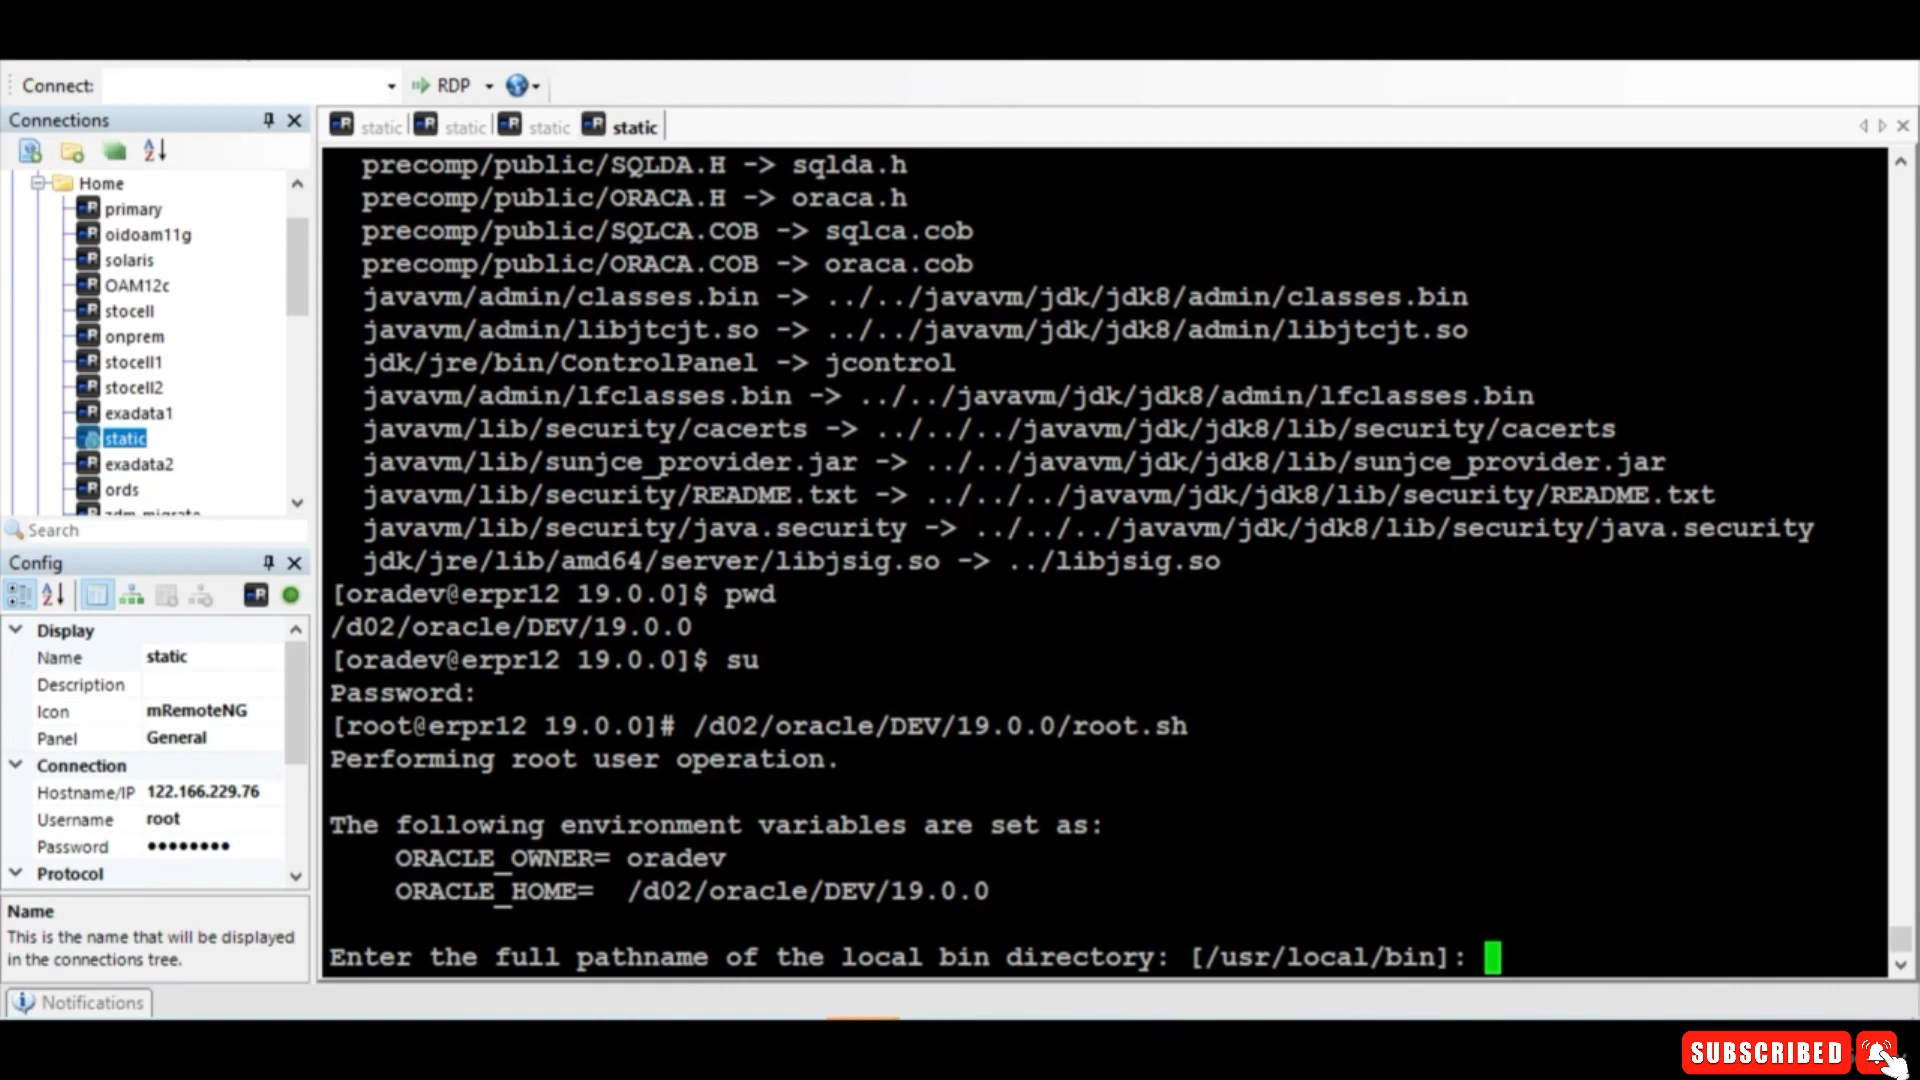 Connect:
RDP
Connections
Home
primary
oidoam11g
solaris
OAM12c
stocell
onprem
stocell1
stocell2
exadata1
static
exadata2
ords
zdm_migrate
Search
Config
Display
Name static
Description
Icon mRemoteNG
Panel General
Connection
Hostname/IP 122.166.229.76
Username root
Password ●●●●●●●●
Protocol
Name
This is the name that will be displayed
in the connections tree.
Notifications
static static static static
precomp/public/SQLDA.H -> sqlda.h
precomp/public/ORACA.H -> oraca.h
precomp/public/SQLCA.COB -> sqlca.cob
precomp/public/ORACA.COB -> oraca.cob
javavm/admin/classes.bin -> ../../javavm/jdk/jdk8/admin/classes.bin
javavm/admin/libjtcjt.so -> ../../javavm/jdk/jdk8/admin/libjtcjt.so
jdk/jre/bin/ControlPanel -> jcontrol
javavm/admin/lfclasses.bin -> ../../javavm/jdk/jdk8/admin/lfclasses.bin
javavm/lib/security/cacerts -> ../../../javavm/jdk/jdk8/lib/security/cacerts
javavm/lib/sunjce_provider.jar -> ../../javavm/jdk/jdk8/lib/sunjce_provider.jar
javavm/lib/security/README.txt -> ../../../javavm/jdk/jdk8/lib/security/README.txt
javavm/lib/security/java.security -> ../../../javavm/jdk/jdk8/lib/security/java.security
jdk/jre/lib/amd64/server/libjsig.so -> ../libjsig.so
[oradev@erpr12 19.0.0]$ pwd
/d02/oracle/DEV/19.0.0
[oradev@erpr12 19.0.0]$ su
Password:
[root@erpr12 19.0.0]# /d02/oracle/DEV/19.0.0/root.sh
Performing root user operation.
The following environment variables are set as:
ORACLE_OWNER= oradev
ORACLE_HOME= /d02/oracle/DEV/19.0.0
Enter the full pathname of the local bin directory: [/usr/local/bin]:
SUBSCRIBED